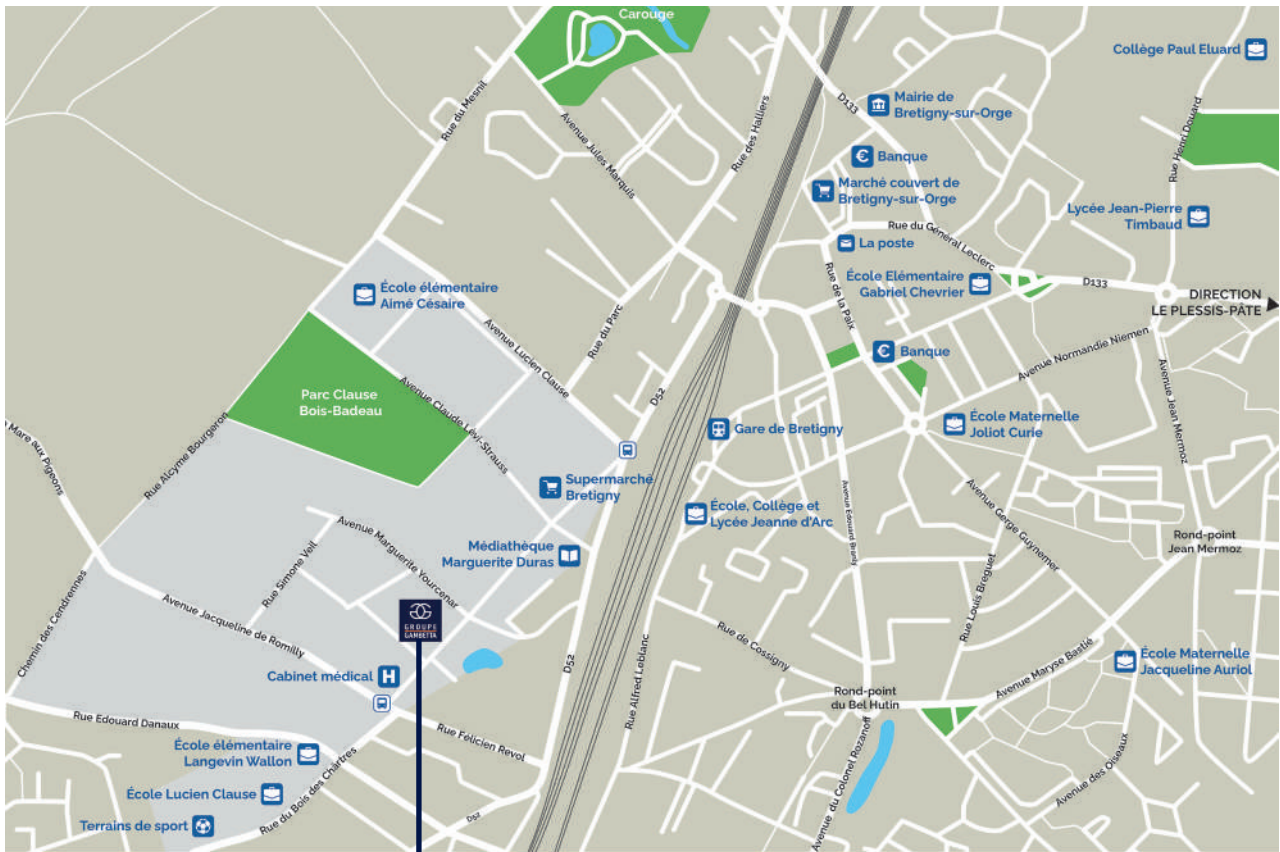 Carouge
Collège Paul Eluard
Rue du Mesnil
D133
Mairie de
Bretigny-sur-Orge
Rue des Halliers
Avenue Jules Marquis
Rue Henri Douard
Banque
Marché couvert de
Bretigny-sur-Orge
Lycée Jean-Pierre
Timbaud
Rue du Général Leclerc
La poste
École Elémentaire
Gabriel Chevrier
D133
DIRECTION
LE PLESSIS-PÂTE
École élémentaire
Aimé Césaire
Rue de la Paix
Rue du Parc
Avenue Lucien Clause
Banque
Avenue Normandie Niemen
Avenue Jean Mermoz
D52
Parc Clause
Bois-Badeau
Avenue Claude Lévi-Strauss
Rue Alcyme Bourgeron
Mare aux Pigeons
Gare de Bretigny
École Maternelle
Joliot Curie
Supermarché
Bretigny
École, Collège et
Lycée Jeanne d'Arc
Avenue Edouard Branly
Avenue Gerge Guynemer
Rond-point
Jean Mermoz
Avenue Marguerite Yourcenar
Médiathèque
Marguerite Duras
Rue Simone Veil
Rue Louis Breguet
Chemin des Cendrennes
Avenue Jacqueline de Romilly
GROUPE
GAMBETTA
Rue de Cossigny
Avenue Maryse Bastié
École Maternelle
Jacqueline Auriol
D52
Rue Alfred Leblanc
Cabinet médical
H
Rond-point
du Bel Hutin
Rue Edouard Danaux
Rue Félicien Revol
École élémentaire
Langevin Wallon
École Lucien Clause
Rue du Bois des Chartres
Terrains de sport
D52
Avenue du Colonel Rozanoff
Avenue des Oiseaux